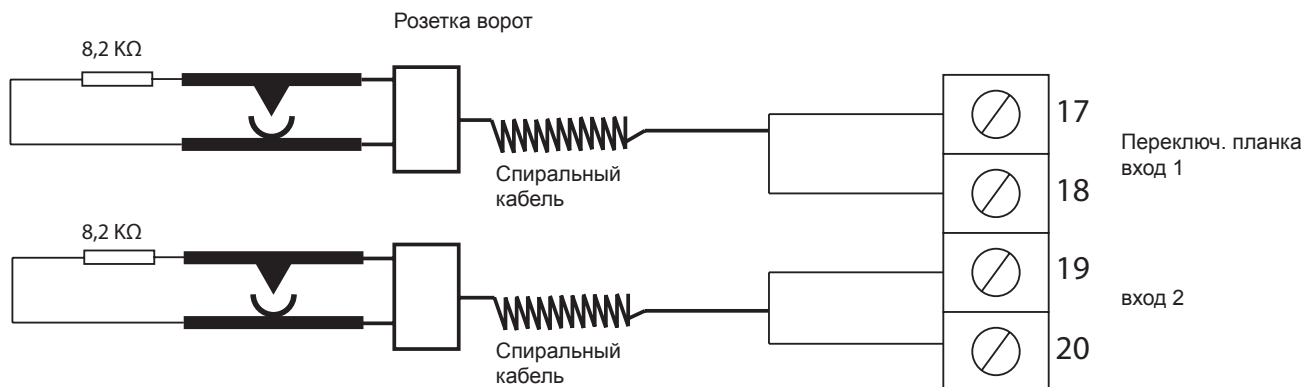 Розетка ворот
8,2 KΩ
17
Переключ. планка
вход 1
Спиральный
кабель
18
8,2 KΩ
19
вход 2
20
Спиральный
кабель